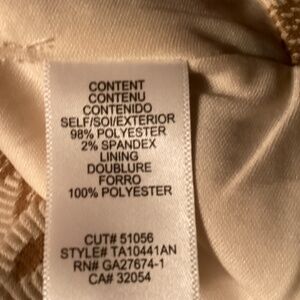 CONTENT
CONTENU
CONTENIDO
SELF/SOI/EXTERIOR
98% POLYESTER
2% SPANDEX
LINING
DOUBLURE
FORRO
100% POLYESTER
CUT# 51056
STYLE# TA10441AN
RN# GA27674-1
CA# 32054